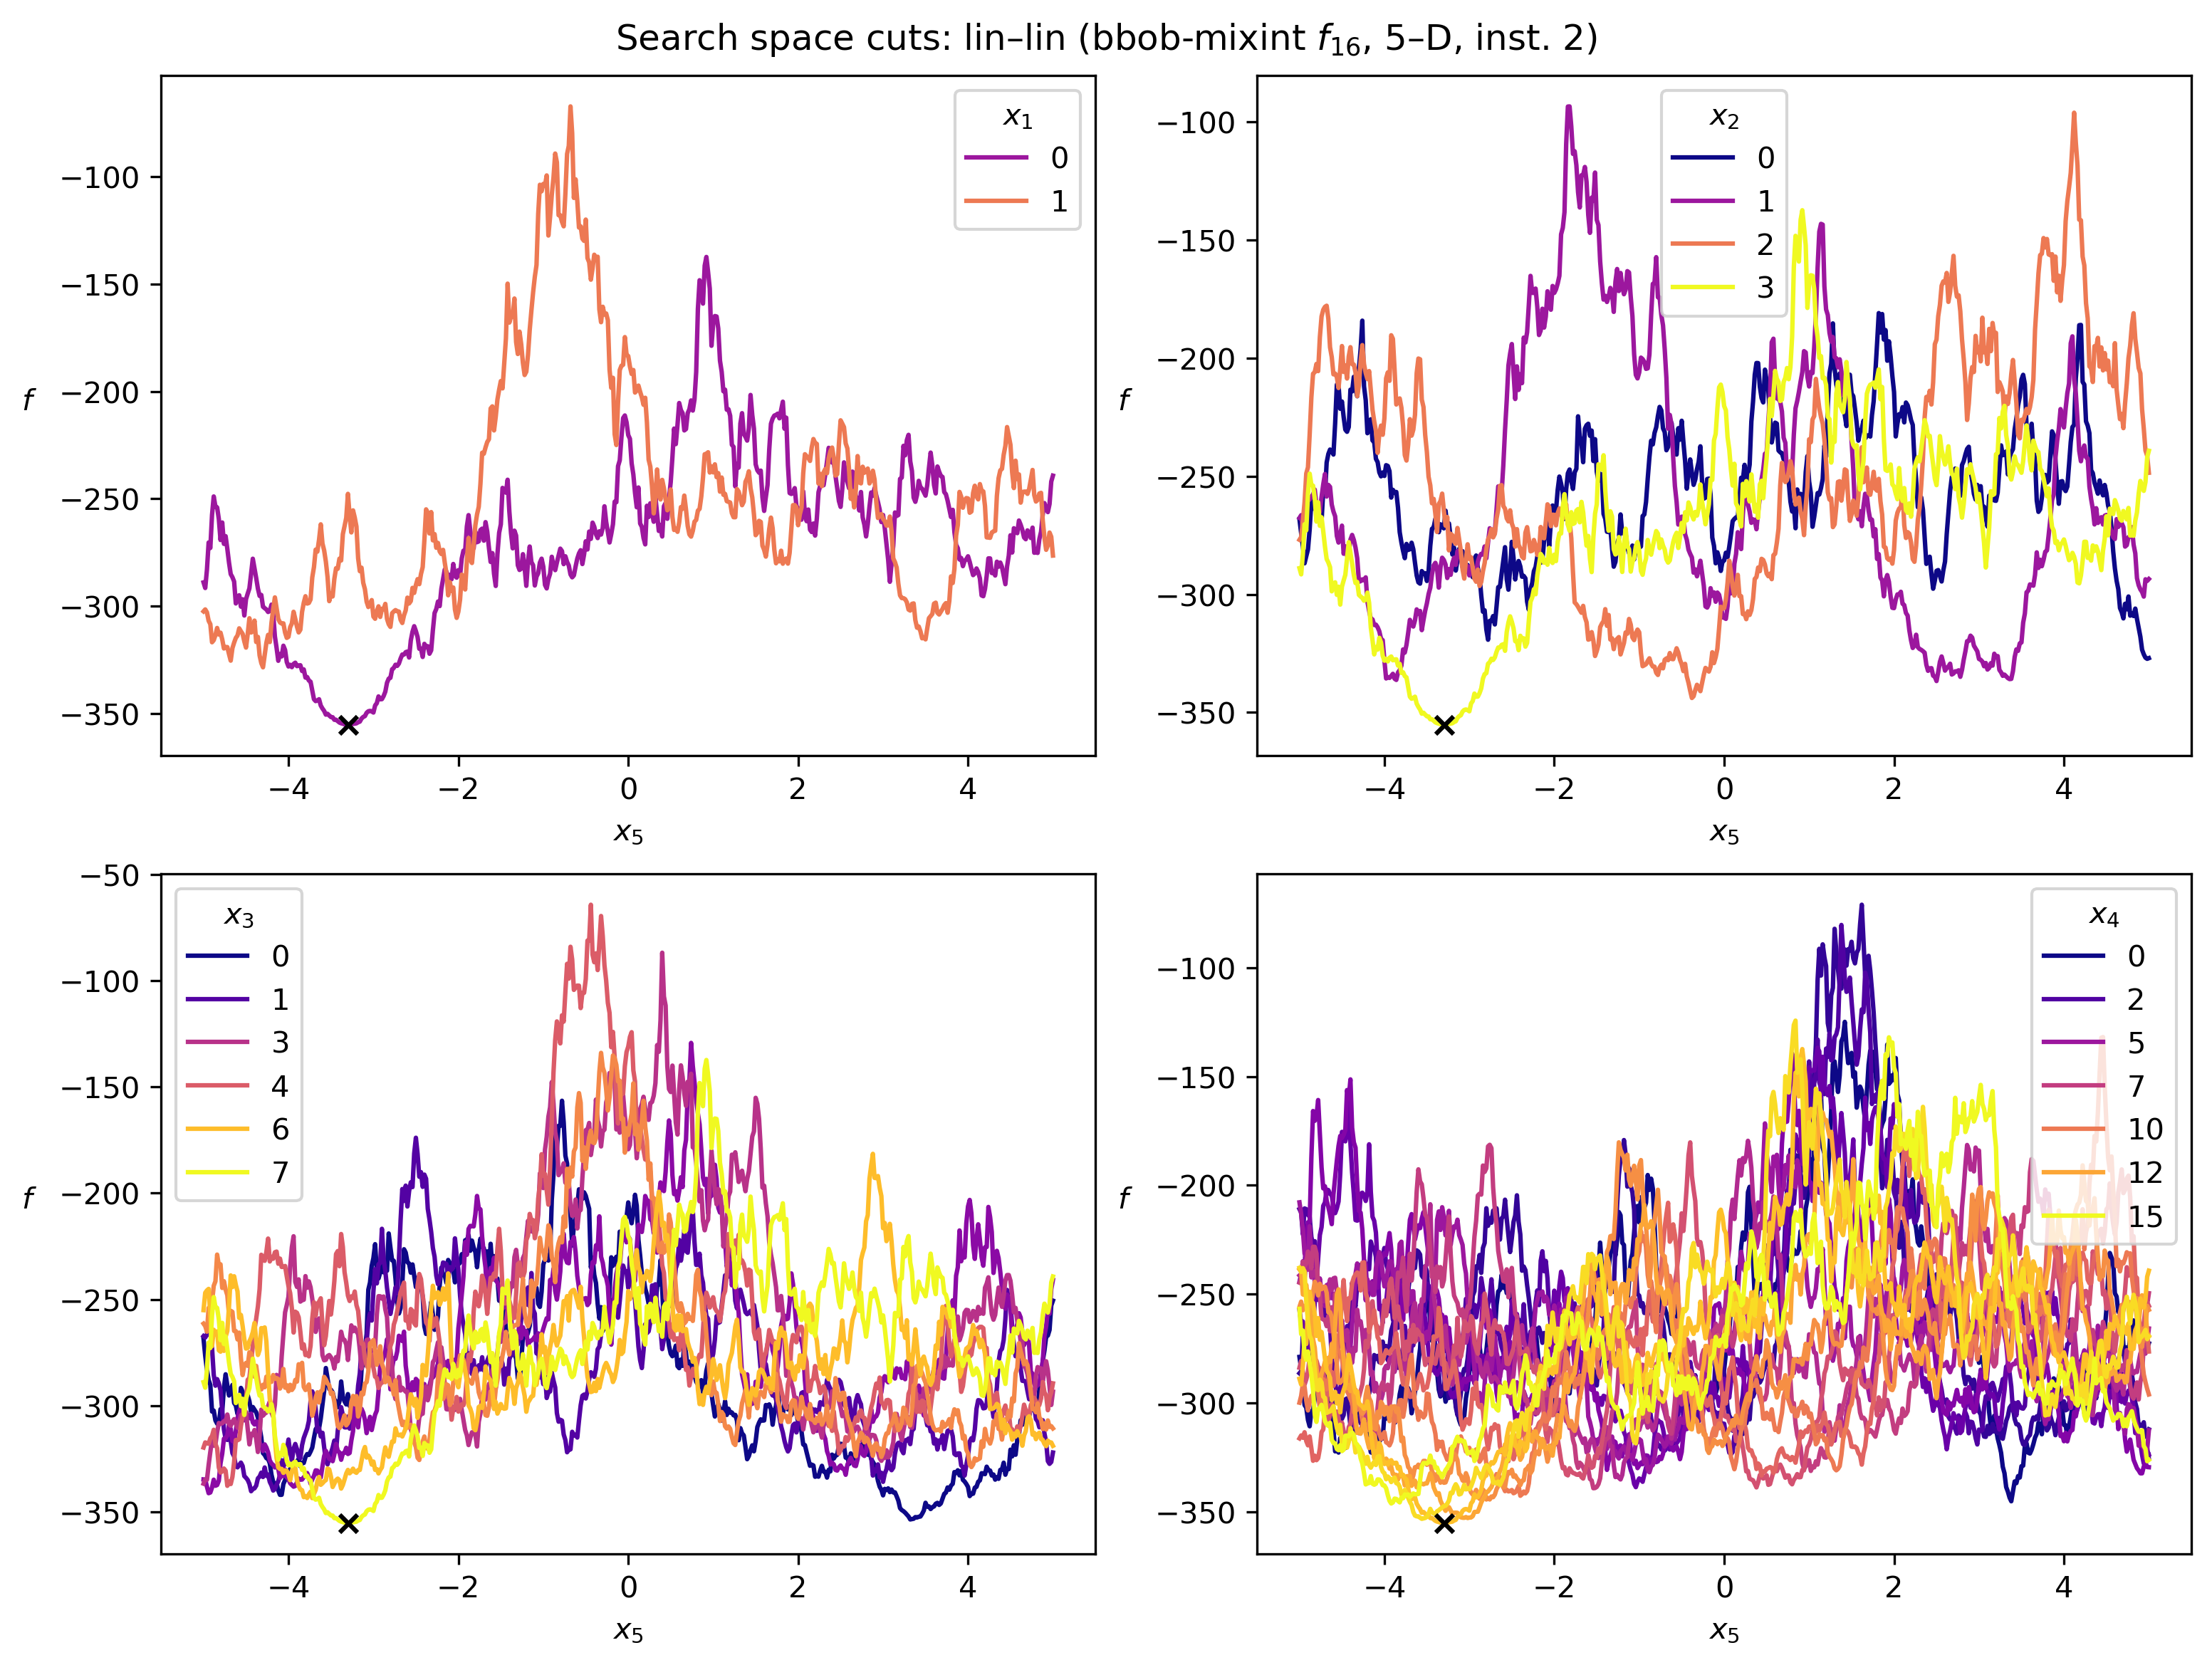 Search space cuts: lin–lin (bbob-mixint f₁₆, 5–D, inst. 2)
x₁
0
1
−100
−150
−200
−250
−300
−350
f
−4 −2 0 2 4
x₅
x₂
0
1
2
3
−100
−150
−200
−250
−300
−350
f
−4 −2 0 2 4
x₅
x₃
0
1
3
4
6
7
−50
−100
−150
−200
−250
−300
−350
f
−4 −2 0 2 4
x₅
x₄
0
2
5
7
10
12
15
−100
−150
−200
−250
−300
−350
f
−4 −2 0 2 4
x₅